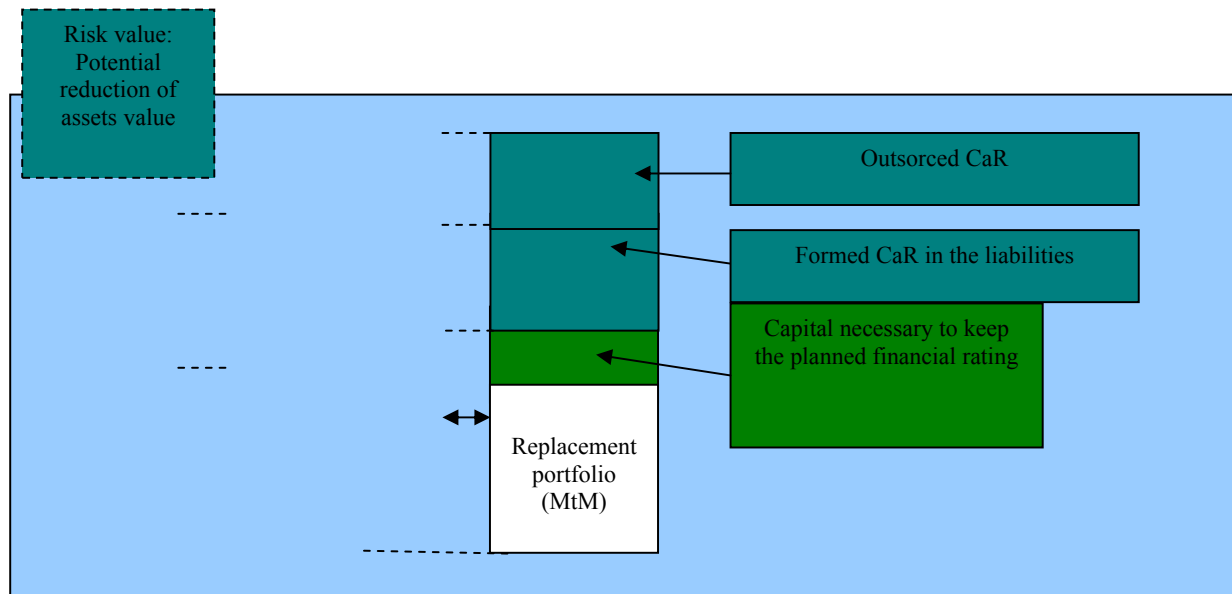 Risk value:
Potential
reduction of
assets value
Outsorced CaR
Formed CaR in the liabilities
Capital necessary to keep
the planned financial rating
Replacement
portfolio
(MtM)